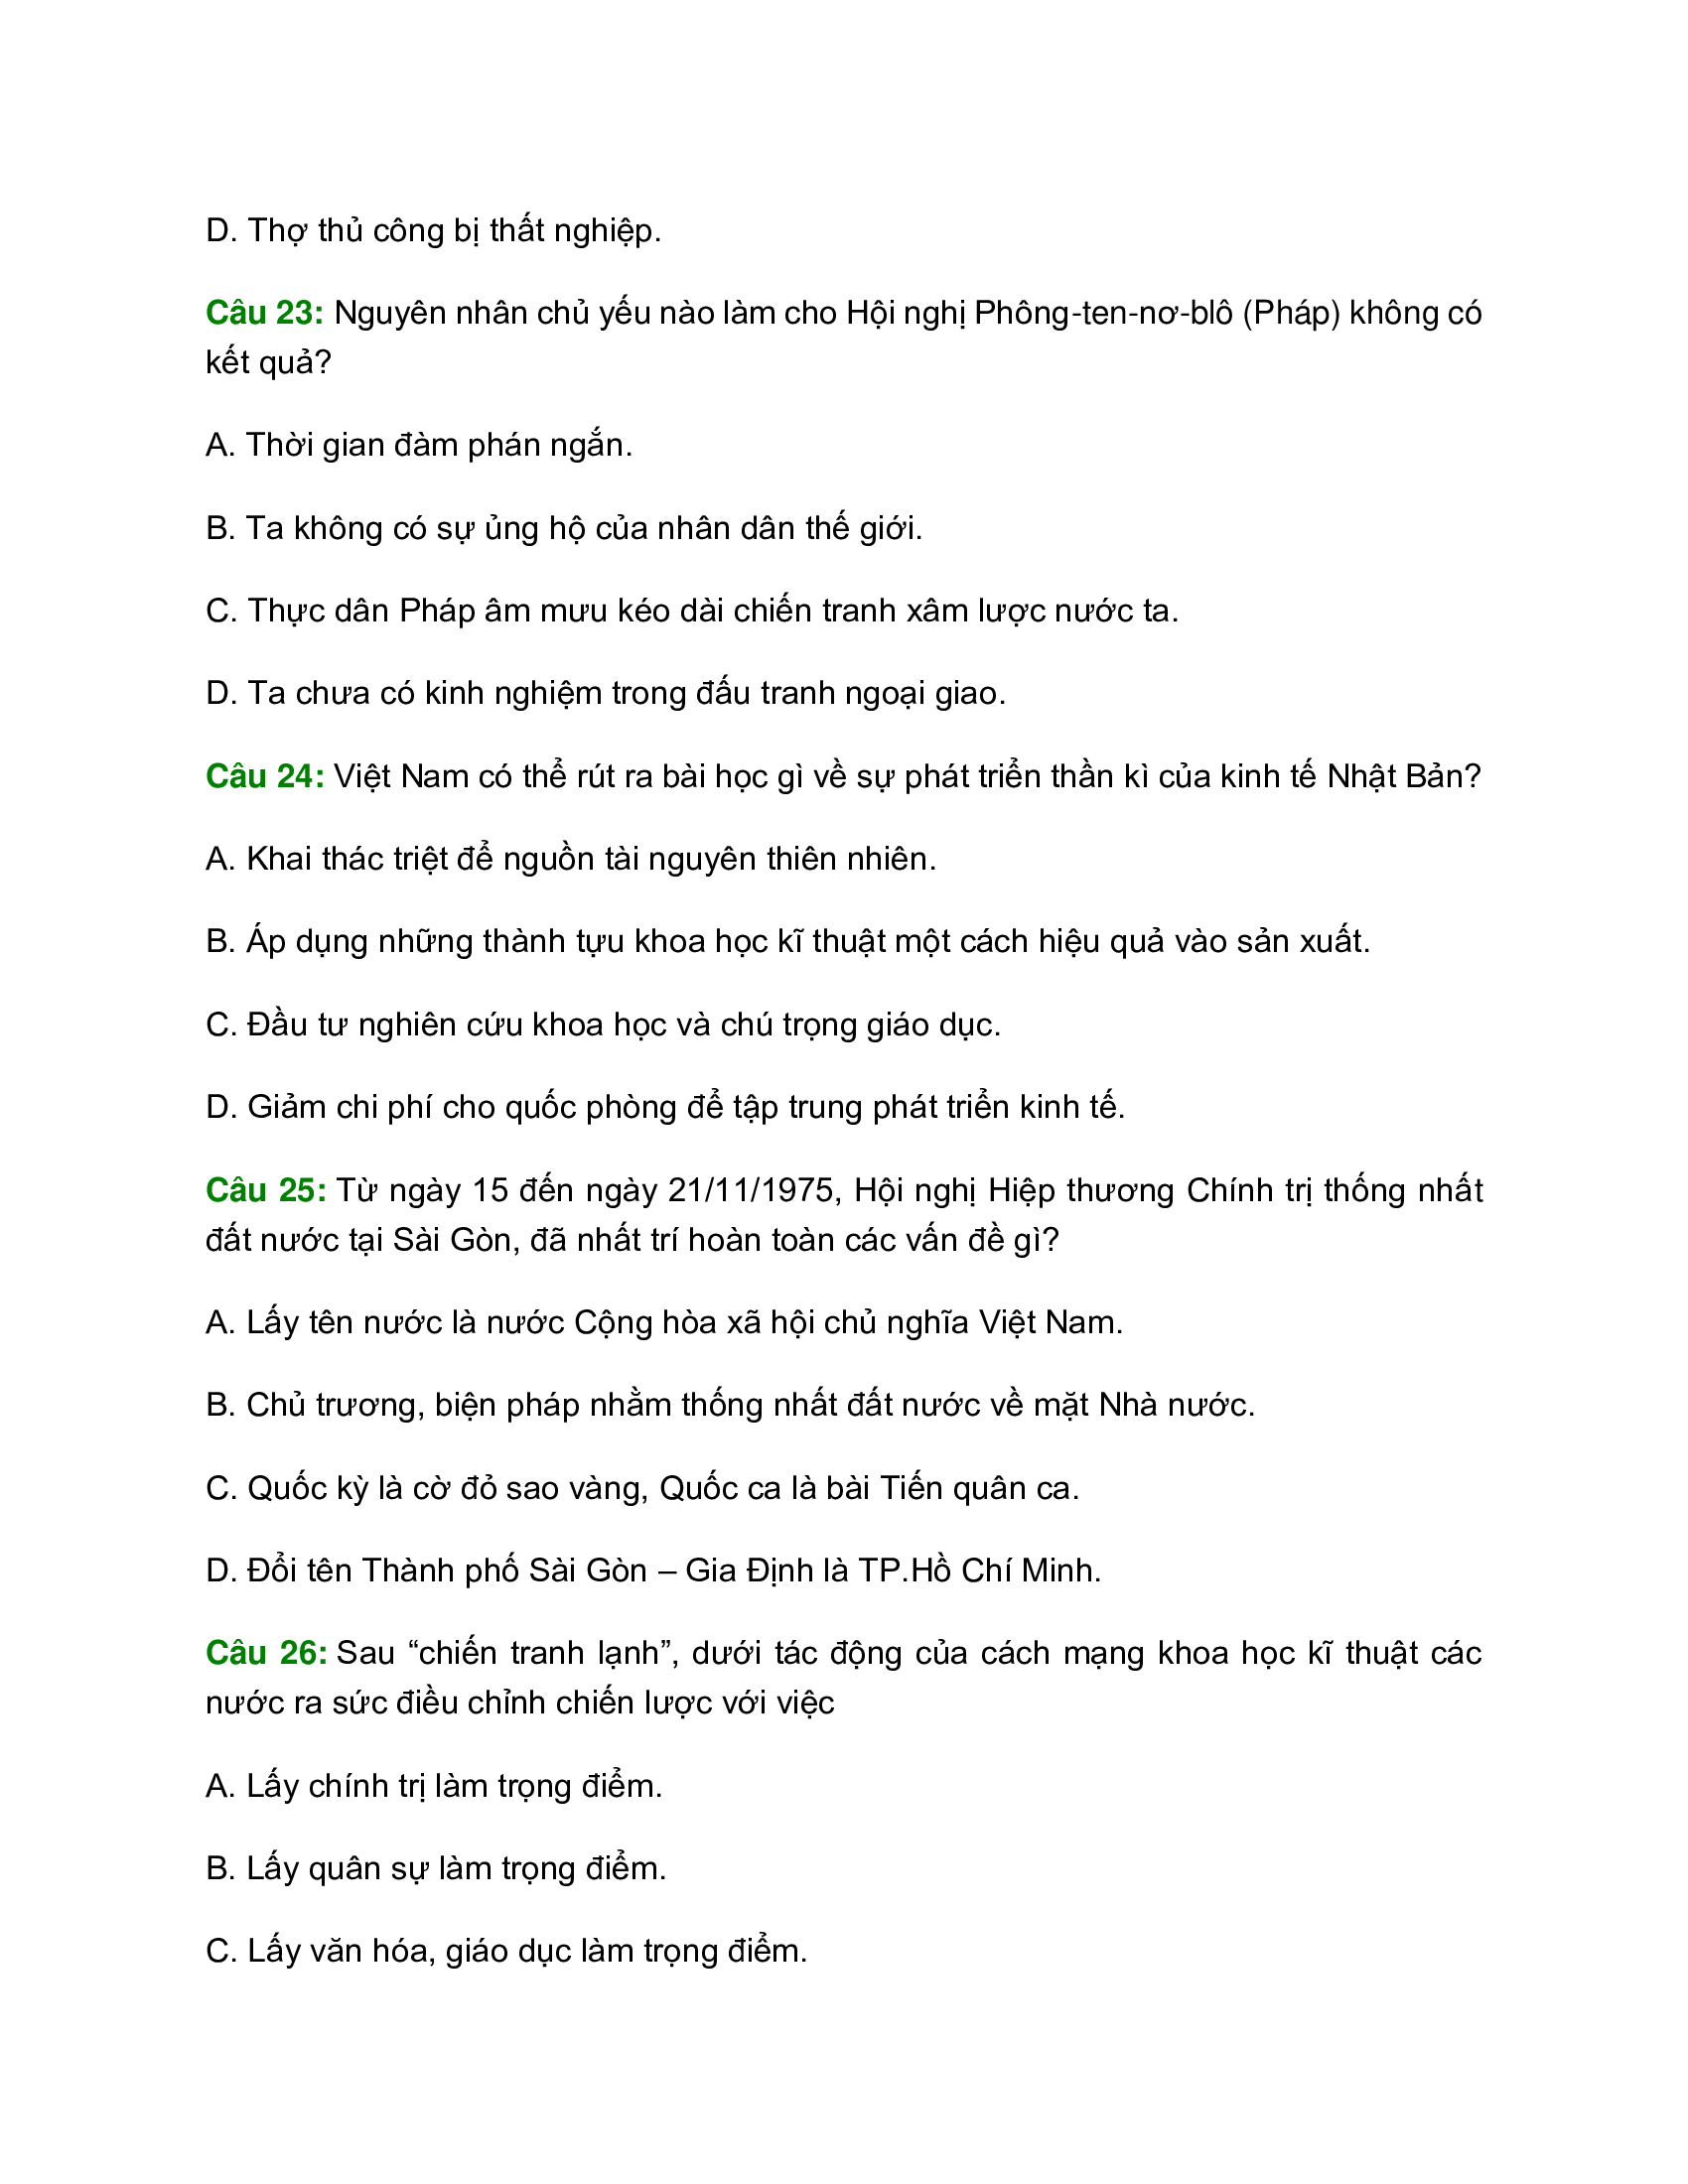 D. Thợ thủ công bị thất nghiệp.
Câu 23: Nguyên nhân chủ yếu nào làm cho Hội nghị Phông-ten-nơ-blô (Pháp) không có
kết quả?
A. Thời gian đàm phán ngắn.
B. Ta không có sự ủng hộ của nhân dân thế giới.
C. Thực dân Pháp âm mưu kéo dài chiến tranh xâm lược nước ta.
D. Ta chưa có kinh nghiệm trong đấu tranh ngoại giao.
Câu 24: Việt Nam có thể rút ra bài học gì về sự phát triển thần kì của kinh tế Nhật Bản?
A. Khai thác triệt để nguồn tài nguyên thiên nhiên.
B. Áp dụng những thành tựu khoa học kĩ thuật một cách hiệu quả vào sản xuất.
C. Đầu tư nghiên cứu khoa học và chú trọng giáo dục.
D. Giảm chi phí cho quốc phòng để tập trung phát triển kinh tế.
Câu 25: Từ ngày 15 đến ngày 21/11/1975, Hội nghị Hiệp thương Chính trị thống nhất
đất nước tại Sài Gòn, đã nhất trí hoàn toàn các vấn đề gì?
A. Lấy tên nước là nước Cộng hòa xã hội chủ nghĩa Việt Nam.
B. Chủ trương, biện pháp nhằm thống nhất đất nước về mặt Nhà nước.
C. Quốc kỳ là cờ đỏ sao vàng, Quốc ca là bài Tiến quân ca.
D. Đổi tên Thành phố Sài Gòn – Gia Định là TP.Hồ Chí Minh.
Câu 26: Sau “chiến tranh lạnh”, dưới tác động của cách mạng khoa học kĩ thuật các
nước ra sức điều chỉnh chiến lược với việc
A. Lấy chính trị làm trọng điểm.
B. Lấy quân sự làm trọng điểm.
C. Lấy văn hóa, giáo dục làm trọng điểm.